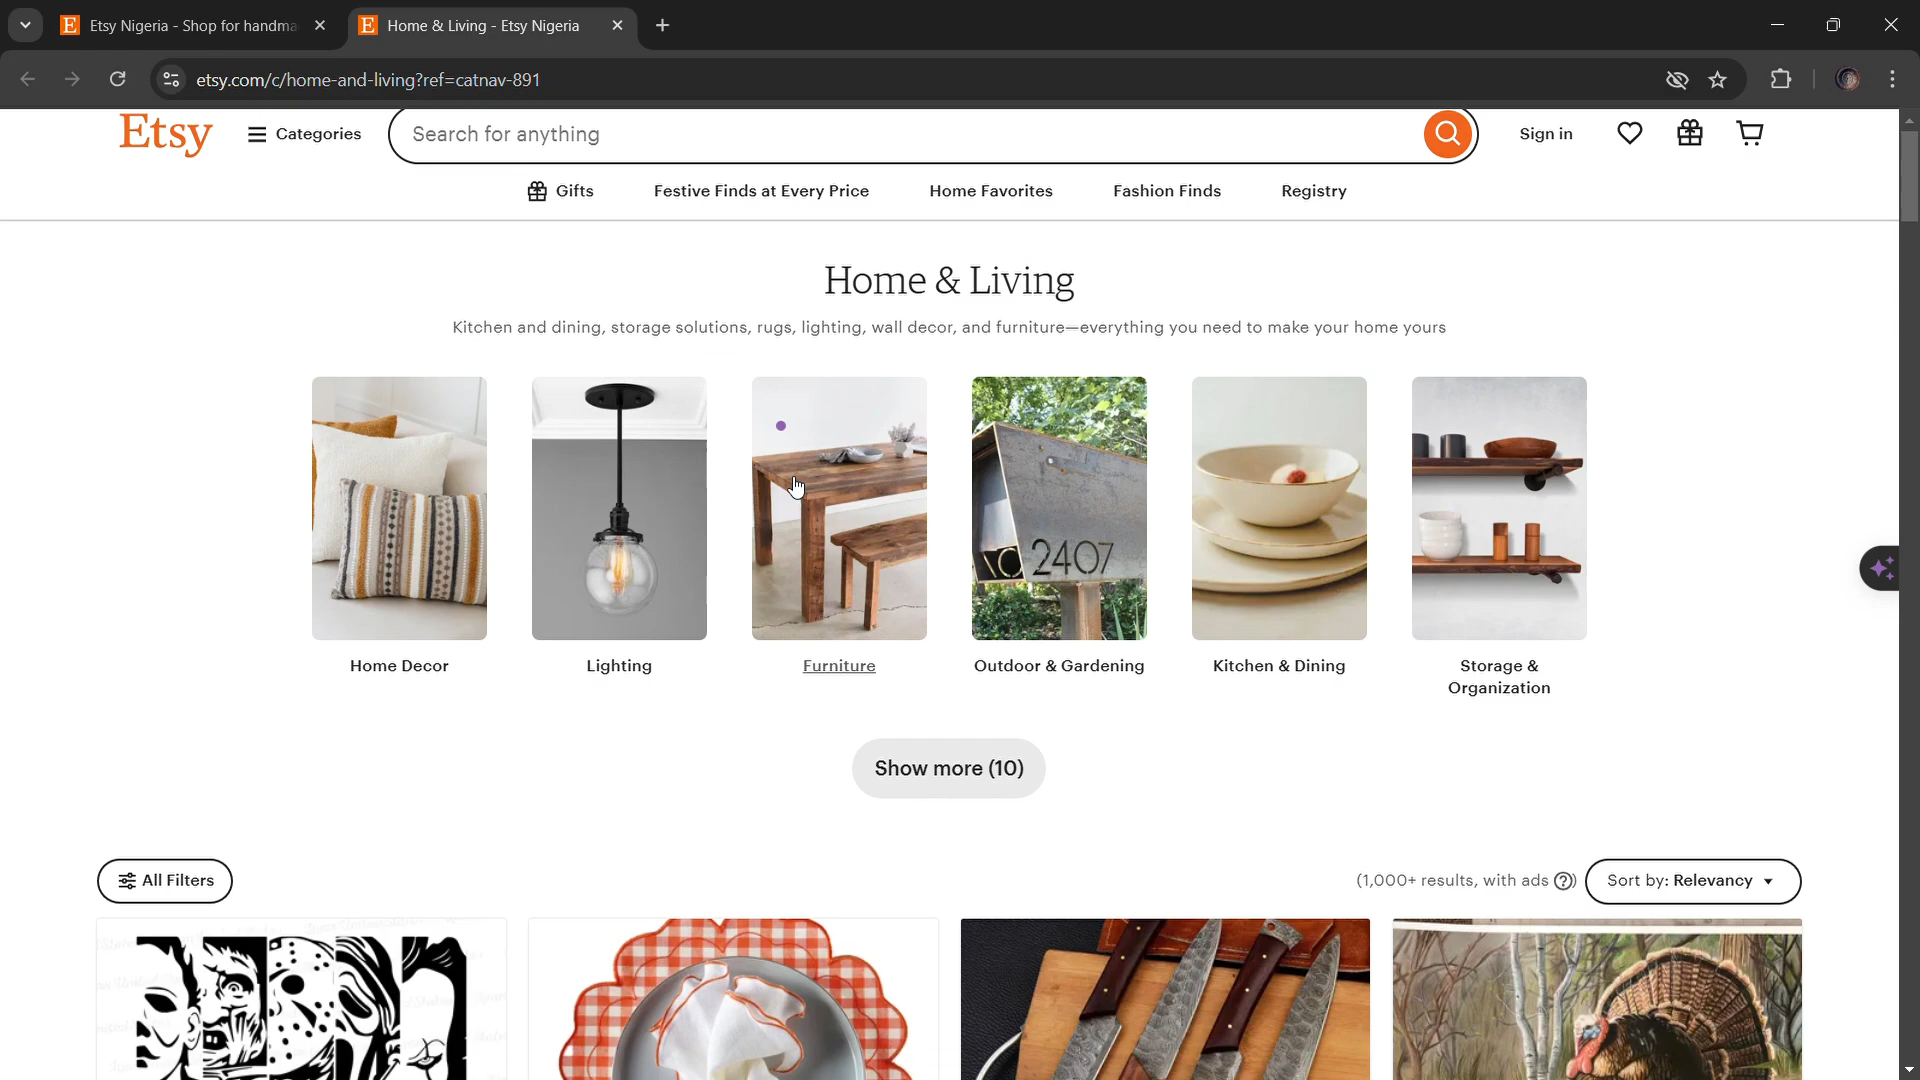 Etsy Nigeria - Shop for handma
Home & Living - Etsy Nigeria
etsy.com/c/home-and-living?ref=catnav-891
Etsy
Categories
Search for anything
Sign in
Gifts
Festive Finds at Every Price
Home Favorites
Fashion Finds
Registry
Home & Living
Kitchen and dining, storage solutions, rugs, lighting, wall decor, and furniture—everything you need to make your home yours
2407
Home Decor
Lighting
Furniture
Outdoor & Gardening
Kitchen & Dining
Storage &
Organization
Show more (10)
All Filters
(1,000+ results, with ads ?)
Sort by: Relevancy